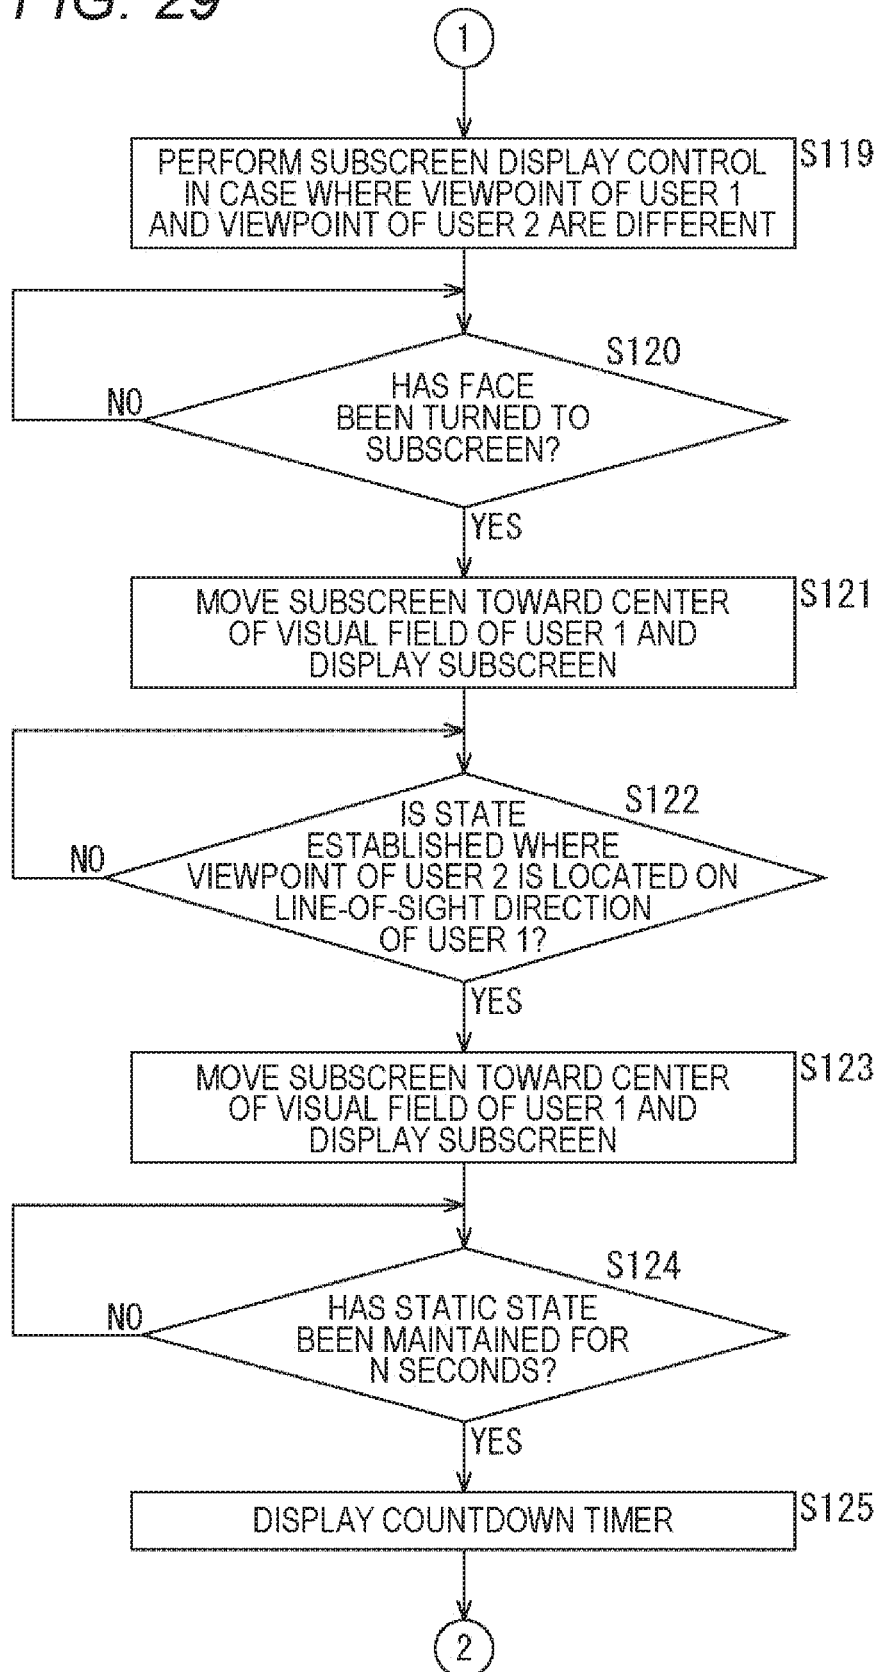 FIG. 29
1
PERFORM SUBSCREEN DISPLAY CONTROL
IN CASE WHERE VIEWPOINT OF USER 1
AND VIEWPOINT OF USER 2 ARE DIFFERENT
S119
S120
HAS FACE
BEEN TURNED TO
SUBSCREEN?
NO
YES
MOVE SUBSCREEN TOWARD CENTER
OF VISUAL FIELD OF USER 1 AND
DISPLAY SUBSCREEN
S121
S122
IS STATE
ESTABLISHED WHERE
VIEWPOINT OF USER 2 IS LOCATED ON
LINE-OF-SIGHT DIRECTION
OF USER 1?
NO
YES
MOVE SUBSCREEN TOWARD CENTER
OF VISUAL FIELD OF USER 1 AND
DISPLAY SUBSCREEN
S123
S124
HAS STATIC STATE
BEEN MAINTAINED FOR
N SECONDS?
NO
YES
DISPLAY COUNTDOWN TIMER
S125
2